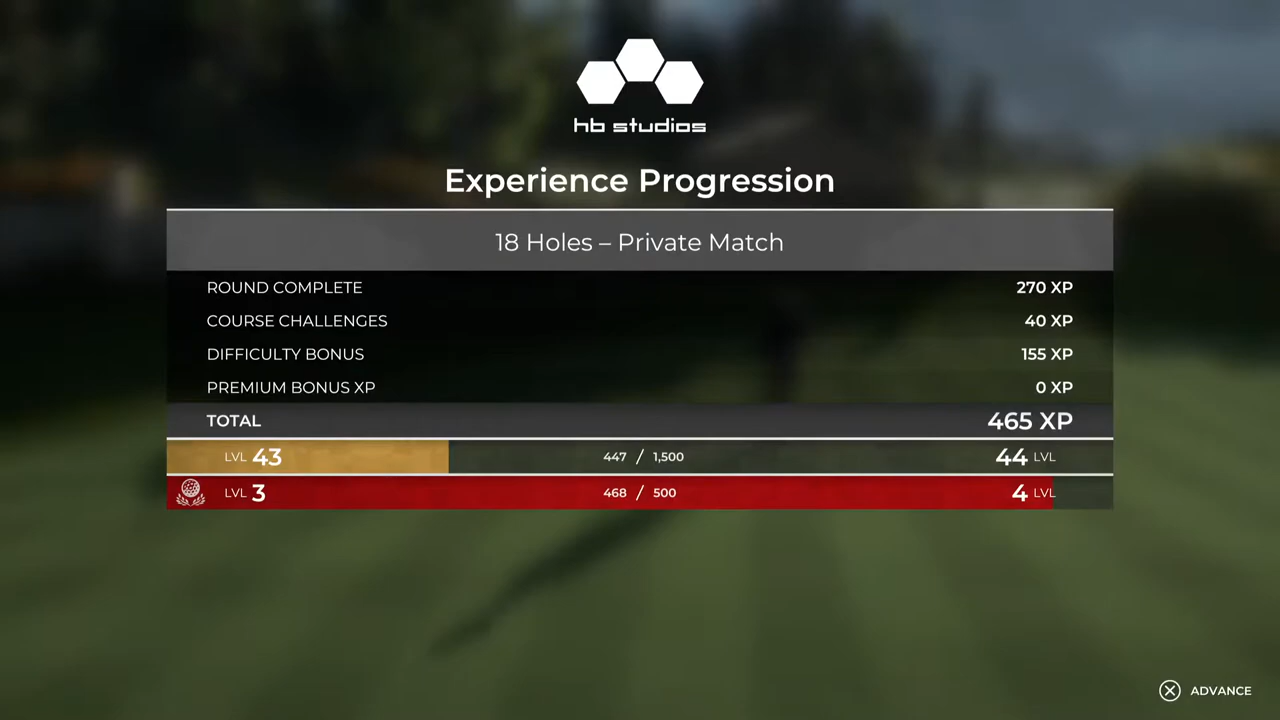 hb studios
Experience Progression
18 Holes – Private Match
ROUND COMPLETE 270 XP
COURSE CHALLENGES 40 XP
DIFFICULTY BONUS 155 XP
PREMIUM BONUS XP 0 XP
TOTAL 465 XP
LVL 43 447 / 1,500 44 LVL
LVL 3 468 / 500 4 LVL
ADVANCE